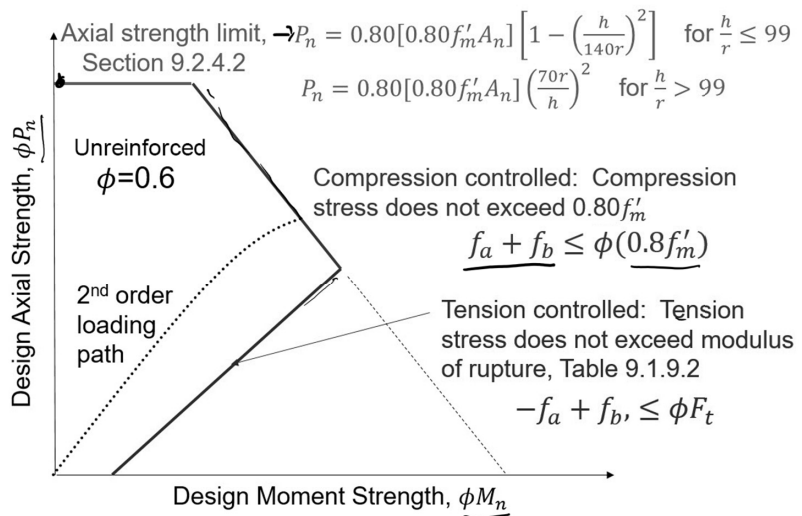 Axial strength limit, → P_n = 0.80[0.80f'_m A_n] [1 − (h/140r)^2] for h/r ≤ 99
Section 9.2.4.2
P_n = 0.80[0.80f'_m A_n] (70r/h)^2 for h/r > 99
Unreinforced
ϕ=0.6
Compression controlled: Compression
stress does not exceed 0.80f'_m
f_a + f_b ≤ ϕ(0.8f'_m)
2nd order
loading
path
Tension controlled: Tension
stress does not exceed modulus
of rupture, Table 9.1.9.2
−f_a + f_b, ≤ ϕF_t
Design Axial Strength, ϕP_n
Design Moment Strength, ϕM_n